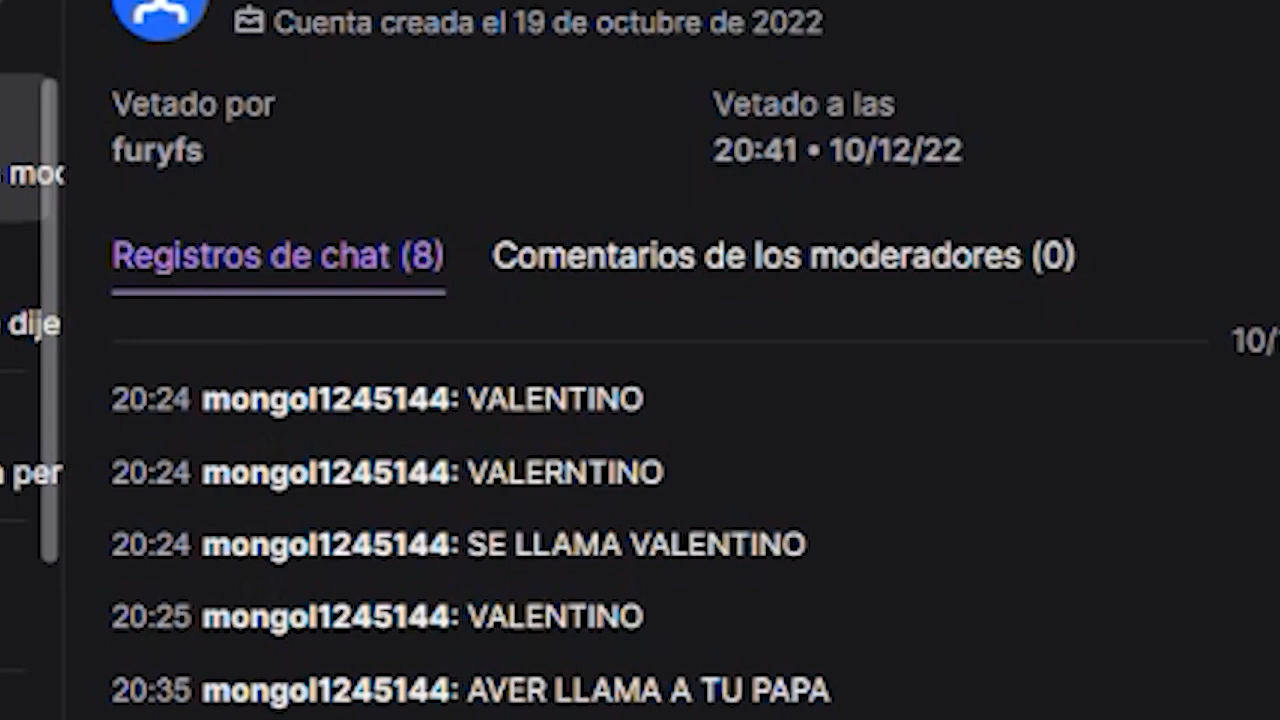 Cuenta creada el 19 de octubre de 2022
Vetado por
Vetado a las
furyfs
20:41 • 10/12/22
Registros de chat (8)
Comentarios de los moderadores (0)
dije
10/
20:24 mongol1245144: VALENTINO
20:24 mongol1245144: VALERNTINO
20:24 mongol1245144: SE LLAMA VALENTINO
20:25 mongol1245144: VALENTINO
20:35 mongol1245144: AVER LLAMA A TU PAPA